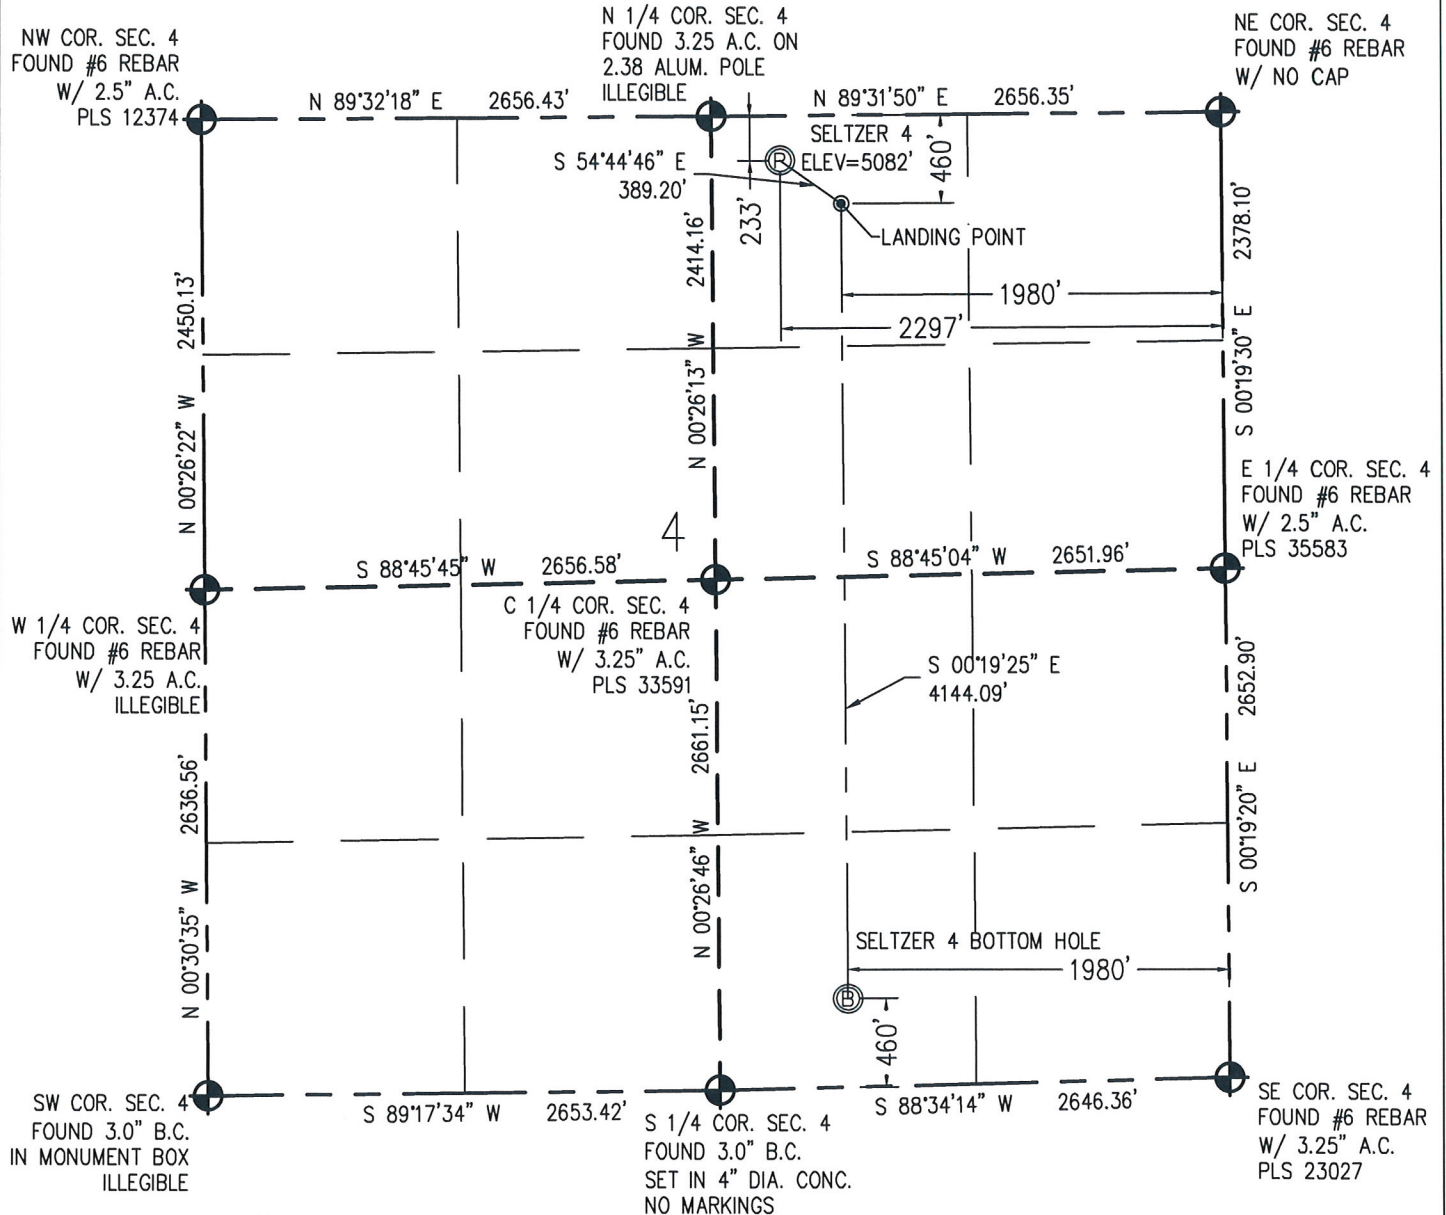 NW COR. SEC. 4
FOUND #6 REBAR
W/ 2.5" A.C.
PLS 12374
N 89°32'18" E 2656.43'
N 1/4 COR. SEC. 4
FOUND 3.25 A.C. ON
2.38 ALUM. POLE
ILLEGIBLE
N 89°31'50" E 2656.35'
NE COR. SEC. 4
FOUND #6 REBAR
W/ NO CAP
SELTZER 4
ELEV=5082'
S 54°44'46" E
389.20'
460'
233'
LANDING POINT
1980'
2297'
2450.13'
N 00°26'22" W
2414.16'
N 00°26'13" W
2378.10'
S 00°19'30" E
E 1/4 COR. SEC. 4
FOUND #6 REBAR
W/ 2.5" A.C.
PLS 35583
4
S 88°45'45" W 2656.58'
S 88°45'04" W 2651.96'
C 1/4 COR. SEC. 4
FOUND #6 REBAR
W/ 3.25" A.C.
PLS 33591
W 1/4 COR. SEC. 4
FOUND #6 REBAR
W/ 3.25 A.C.
ILLEGIBLE
S 00°19'25" E
4144.09'
2636.56'
N 00°30'35" W
2661.15'
N 00°26'46" W
2652.90'
S 00°19'20" E
SELTZER 4 BOTTOM HOLE
1980'
B
460'
SW COR. SEC. 4
FOUND 3.0" B.C.
IN MONUMENT BOX
ILLEGIBLE
S 89°17'34" W 2653.42'
S 1/4 COR. SEC. 4
FOUND 3.0" B.C.
SET IN 4" DIA. CONC.
NO MARKINGS
S 88°34'14" W 2646.36'
SE COR. SEC. 4
FOUND #6 REBAR
W/ 3.25" A.C.
PLS 23027